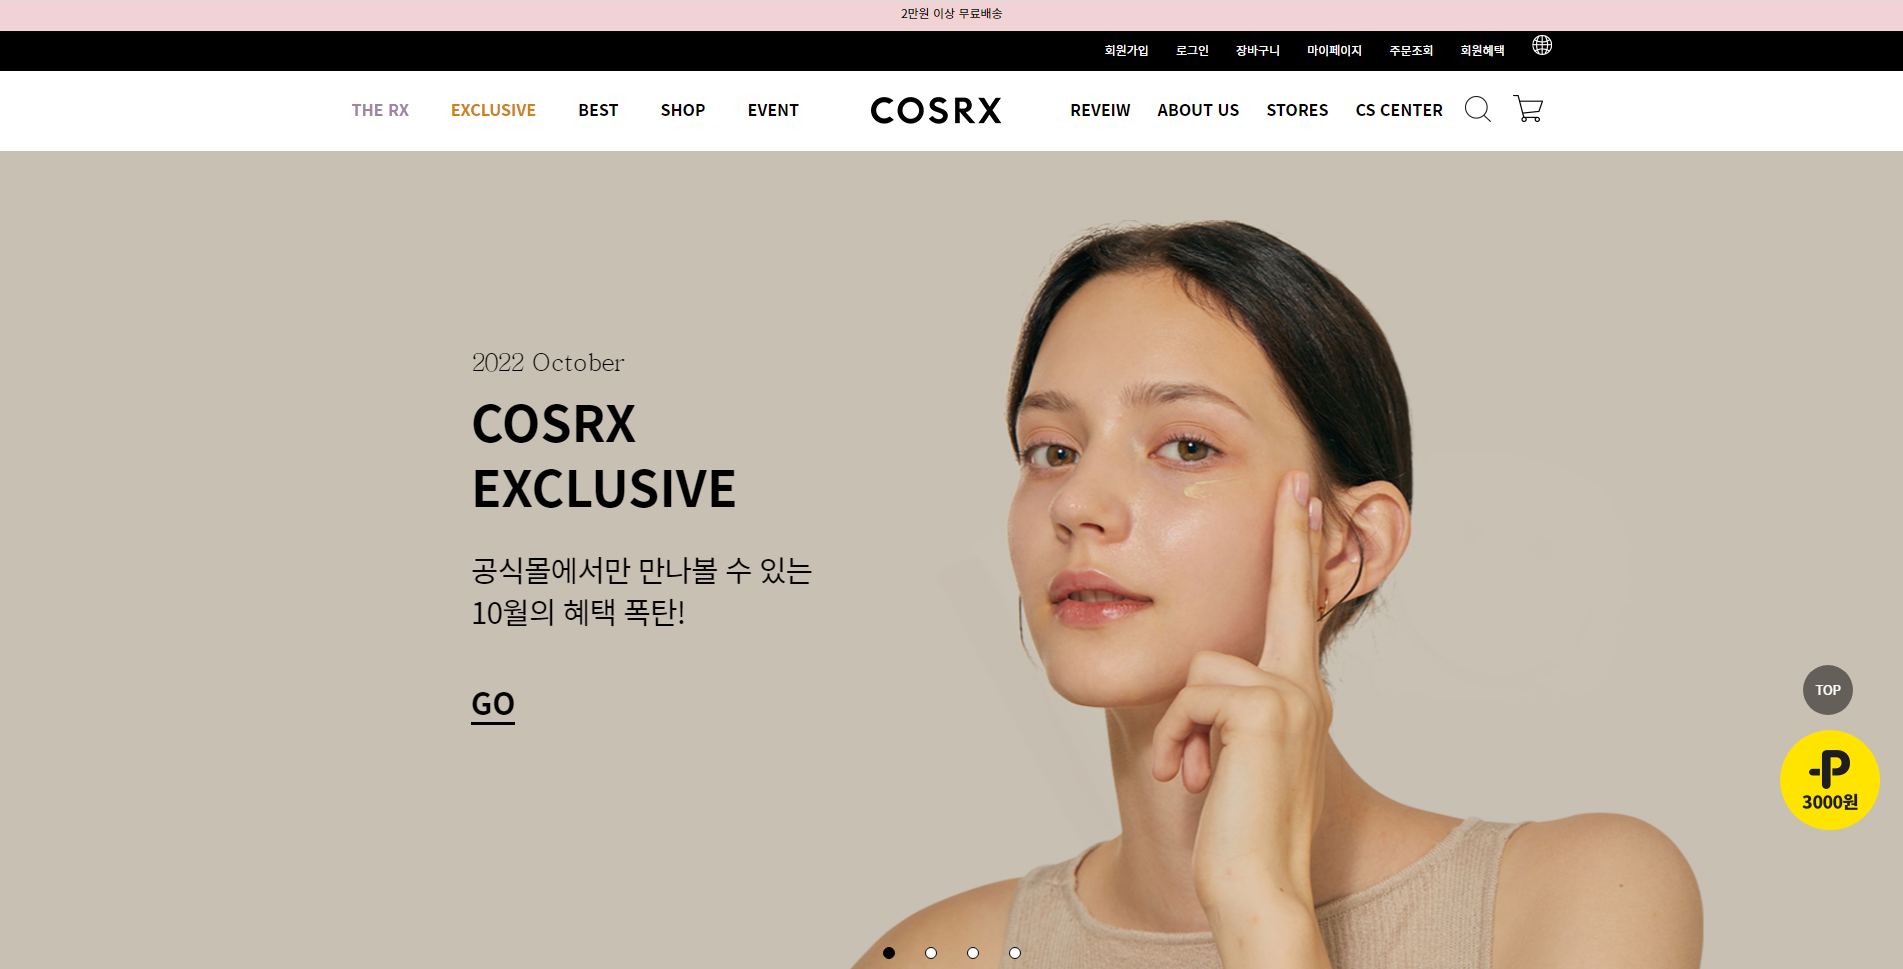 2만원 이상 무료배송
회원가입 로그인 장바구니 마이페이지 주문조회 회원혜택
THE RX EXCLUSIVE BEST SHOP EVENT COSRX REVEIW ABOUT US STORES CS CENTER
2022 October
COSRX
EXCLUSIVE
공식몰에서만 만나볼 수 있는
10월의 혜택 폭탄!
GO
TOP
P
3000원